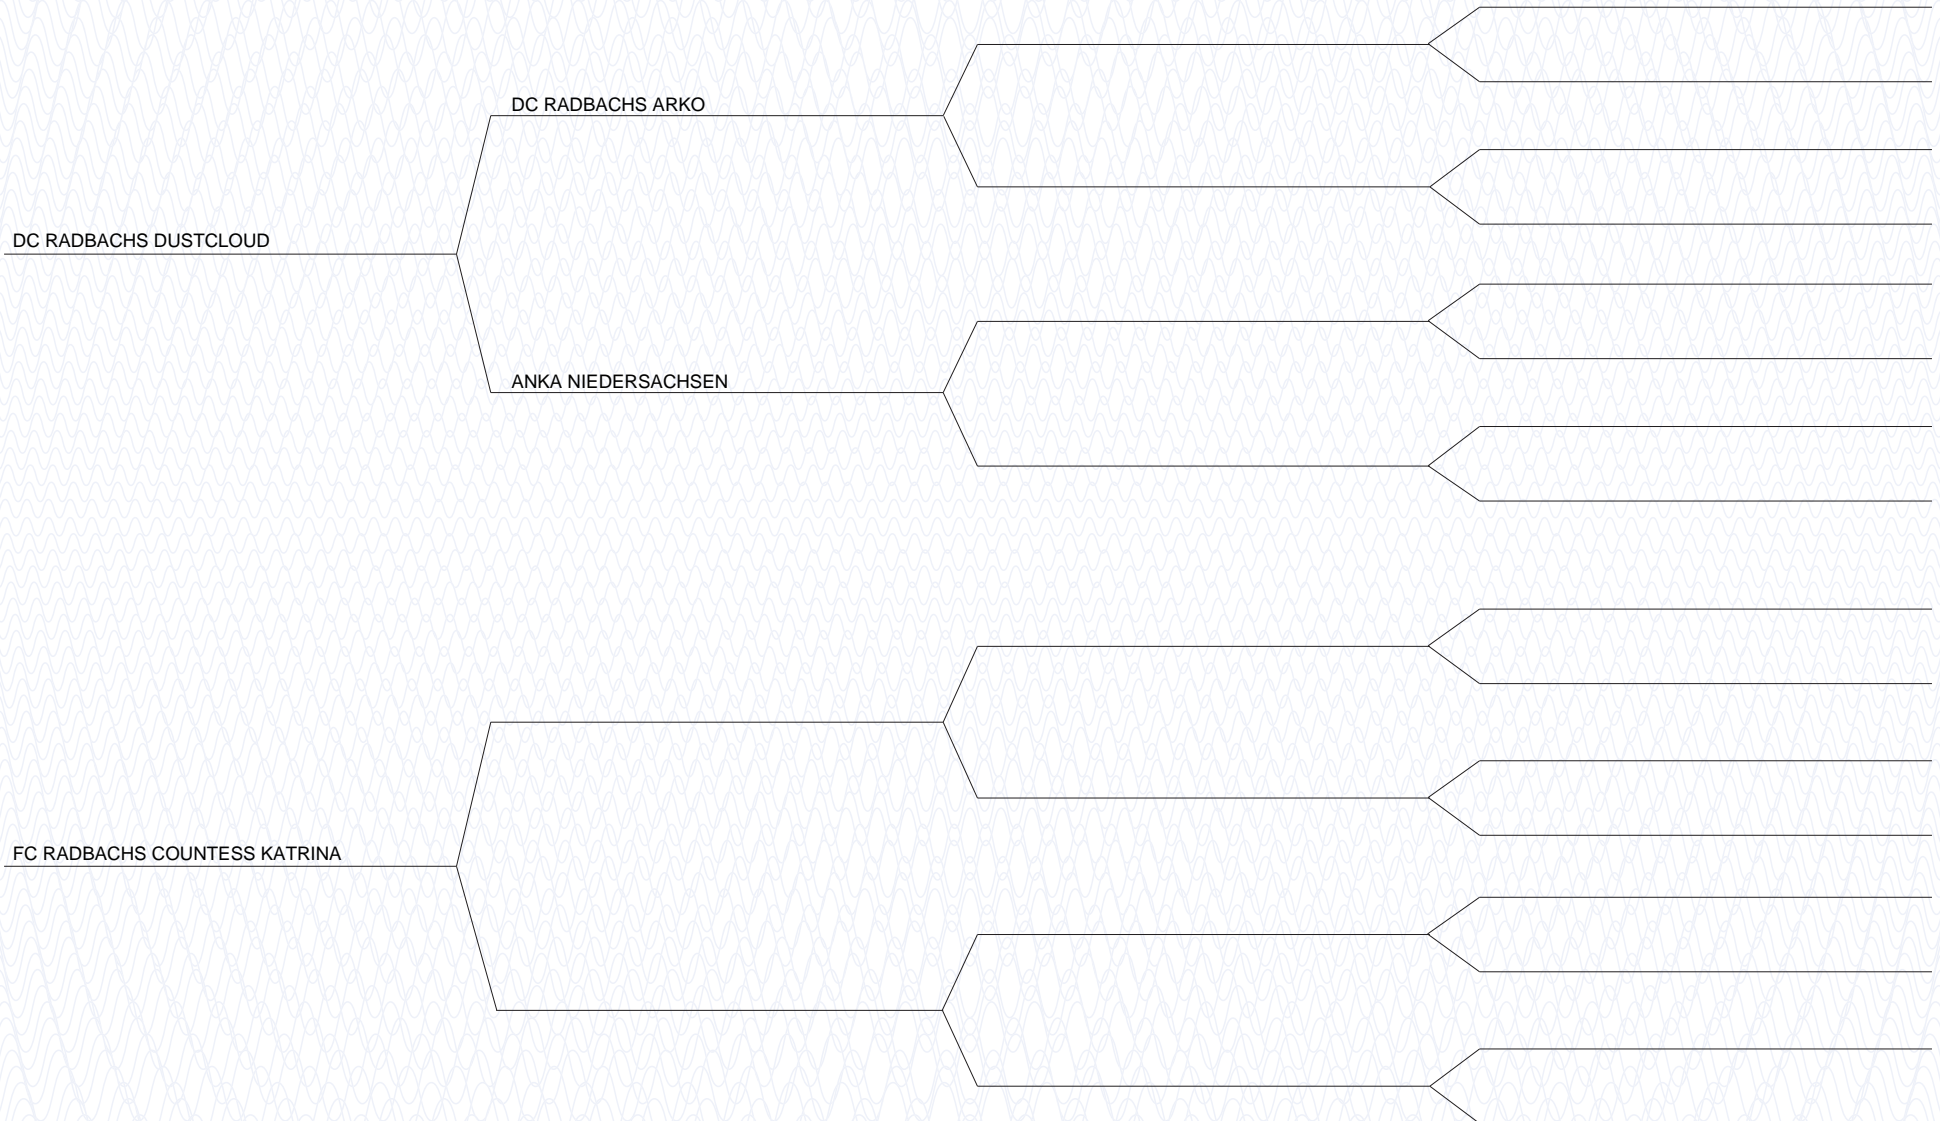 DC RADBACHS ARKO
DC RADBACHS DUSTCLOUD
ANKA NIEDERSACHSEN
FC RADBACHS COUNTESS KATRINA